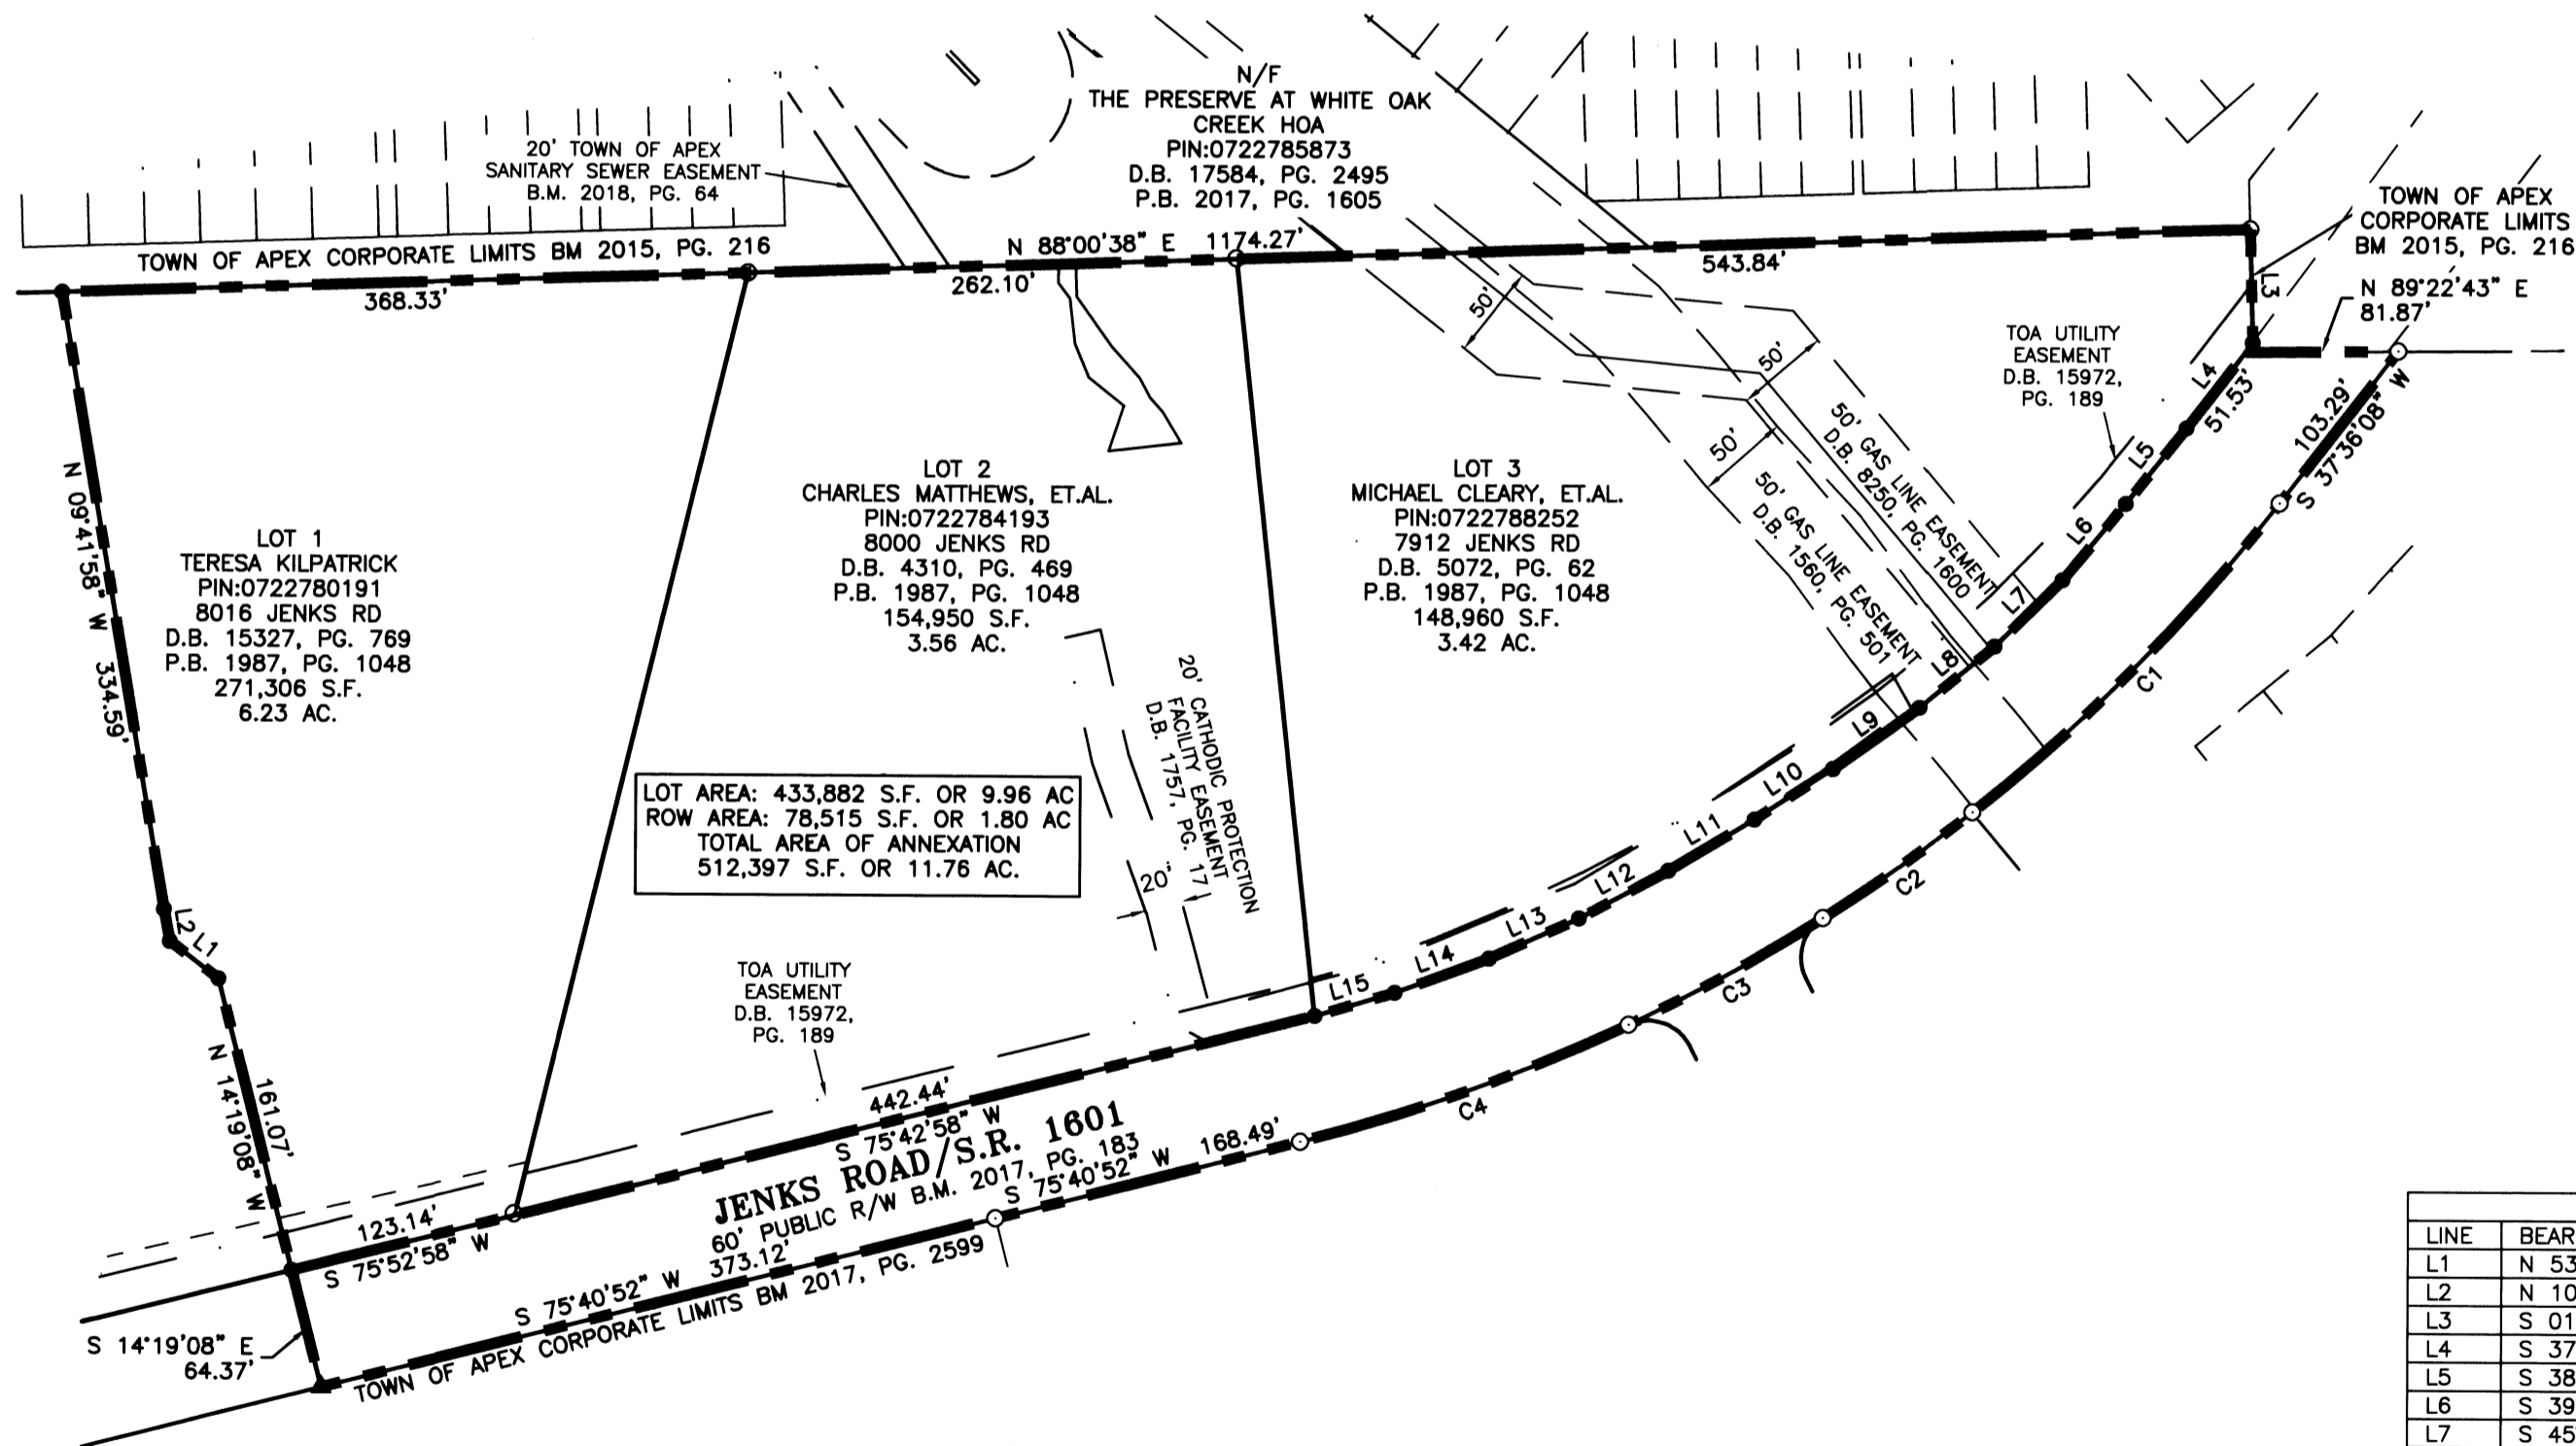 N/F
THE PRESERVE AT WHITE OAK
CREEK HOA
PIN:0722785873
D.B. 17584, PG. 2495
P.B. 2017, PG. 1605
20' TOWN OF APEX
SANITARY SEWER EASEMENT
B.M. 2018, PG. 64
TOWN OF APEX
CORPORATE LIMITS
BM 2015, PG. 216
TOWN OF APEX CORPORATE LIMITS BM 2015, PG. 216
N 88°00'38" E 1174.27'
368.33'
262.10'
543.84'
L3
N 89°22'43" E
81.87'
TOA UTILITY
EASEMENT
D.B. 15972,
PG. 189
50'
50'
50'
50' GAS LINE EASEMENT
D.B. 8250, PG. 1600
50' GAS LINE EASEMENT
D.B. 1560, PG. 501
L4
51.53'
103.29'
S 37°36'08" W
L5
L6
L7
L8
L9
L10
L11
L12
L13
L14
L15
C1
C2
C3
C4
N 09°41'58" W 334.59'
LOT 1
TERESA KILPATRICK
PIN:0722780191
8016 JENKS RD
D.B. 15327, PG. 769
P.B. 1987, PG. 1048
271,306 S.F.
6.23 AC.
LOT 2
CHARLES MATTHEWS, ET.AL.
PIN:0722784193
8000 JENKS RD
D.B. 4310, PG. 469
P.B. 1987, PG. 1048
154,950 S.F.
3.56 AC.
LOT 3
MICHAEL CLEARY, ET.AL.
PIN:0722788252
7912 JENKS RD
D.B. 5072, PG. 62
P.B. 1987, PG. 1048
148,960 S.F.
3.42 AC.
20' CATHODIC PROTECTION
FACILITY EASEMENT
D.B. 1757, PG. 171
20'
LOT AREA: 433,882 S.F. OR 9.96 AC
ROW AREA: 78,515 S.F. OR 1.80 AC
TOTAL AREA OF ANNEXATION
512,397 S.F. OR 11.76 AC.
L2
L1
N 14°19'08" W
161.07'
TOA UTILITY
EASEMENT
D.B. 15972,
PG. 189
442.44'
S 75°42'58" W
JENKS ROAD/S.R. 1601
60' PUBLIC R/W B.M. 2017, PG. 183
S 75°40'52" W 168.49'
123.14'
S 75°52'58" W
S 75°40'52" W 373.12'
TOWN OF APEX CORPORATE LIMITS BM 2017, PG. 2599
S 14°19'08" E
64.37'
LINE BEAR
L1 N 53
L2 N 10
L3 S 01
L4 S 37
L5 S 38
L6 S 39
L7 S 45